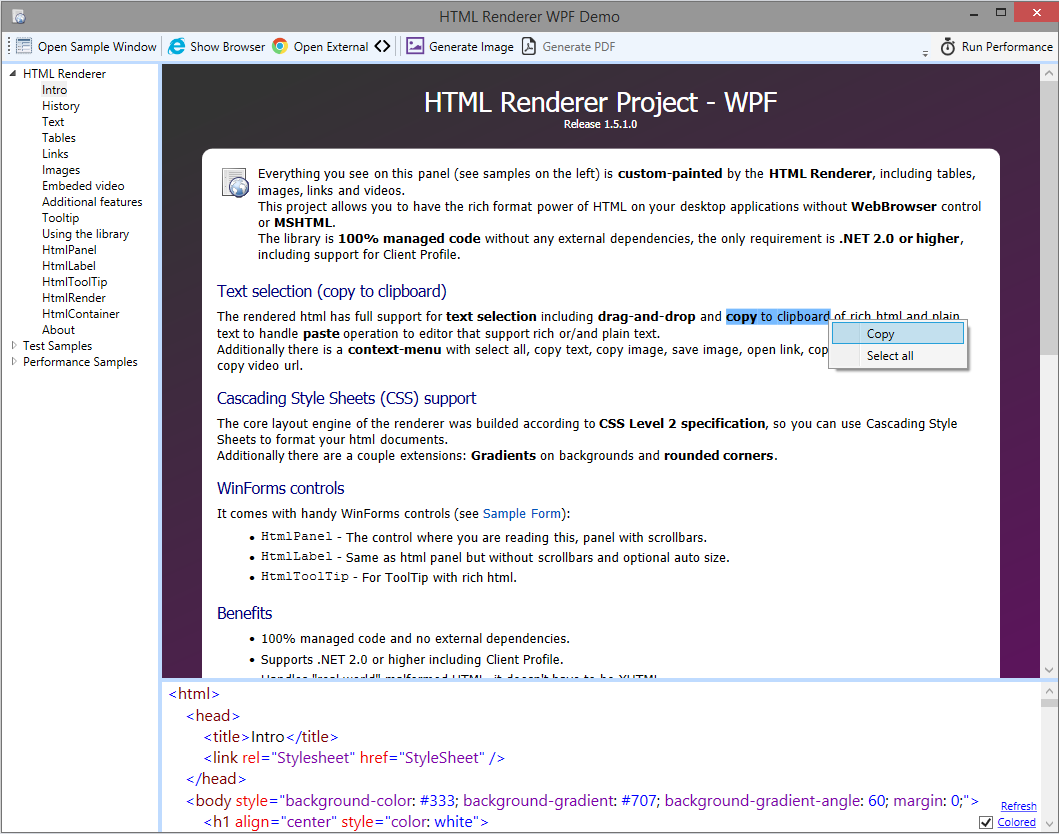 HTML Renderer WPF Demo
Open Sample Window Show Browser Open External Generate Image Generate PDF Run Performance
HTML Renderer
Intro
History
Text
Tables
Links
Images
Embeded video
Additional features
Tooltip
Using the library
HtmlPanel
HtmlLabel
HtmlToolTip
HtmlRender
HtmlContainer
About
Test Samples
Performance Samples
HTML Renderer Project - WPF
Release 1.5.1.0
Everything you see on this panel (see samples on the left) is custom-painted by the HTML Renderer, including tables,
images, links and videos.
This project allows you to have the rich format power of HTML on your desktop applications without WebBrowser control
or MSHTML.
The library is 100% managed code without any external dependencies, the only requirement is .NET 2.0 or higher,
including support for Client Profile.
Text selection (copy to clipboard)
The rendered html has full support for text selection including drag-and-drop and copy to clipboard of rich html and plain
text to handle paste operation to editor that support rich or/and plain text.
Additionally there is a context-menu with select all, copy text, copy image, save image, open link, cop
copy video url.
Copy
Select all
Cascading Style Sheets (CSS) support
The core layout engine of the renderer was builded according to CSS Level 2 specification, so you can use Cascading Style
Sheets to format your html documents.
Additionally there are a couple extensions: Gradients on backgrounds and rounded corners.
WinForms controls
It comes with handy WinForms controls (see Sample Form):
• HtmlPanel - The control where you are reading this, panel with scrollbars.
• HtmlLabel - Same as html panel but without scrollbars and optional auto size.
• HtmlToolTip - For ToolTip with rich html.
Benefits
• 100% managed code and no external dependencies.
• Supports .NET 2.0 or higher including Client Profile.
• Handles "real world" malformed HTML, it doesn't have to be XHTML.
<html>
<head>
<title>Intro</title>
<link rel="Stylesheet" href="StyleSheet" />
</head>
<body style="background-color: #333; background-gradient: #707; background-gradient-angle: 60; margin: 0;">
<h1 align="center" style="color: white">
Refresh
Colored